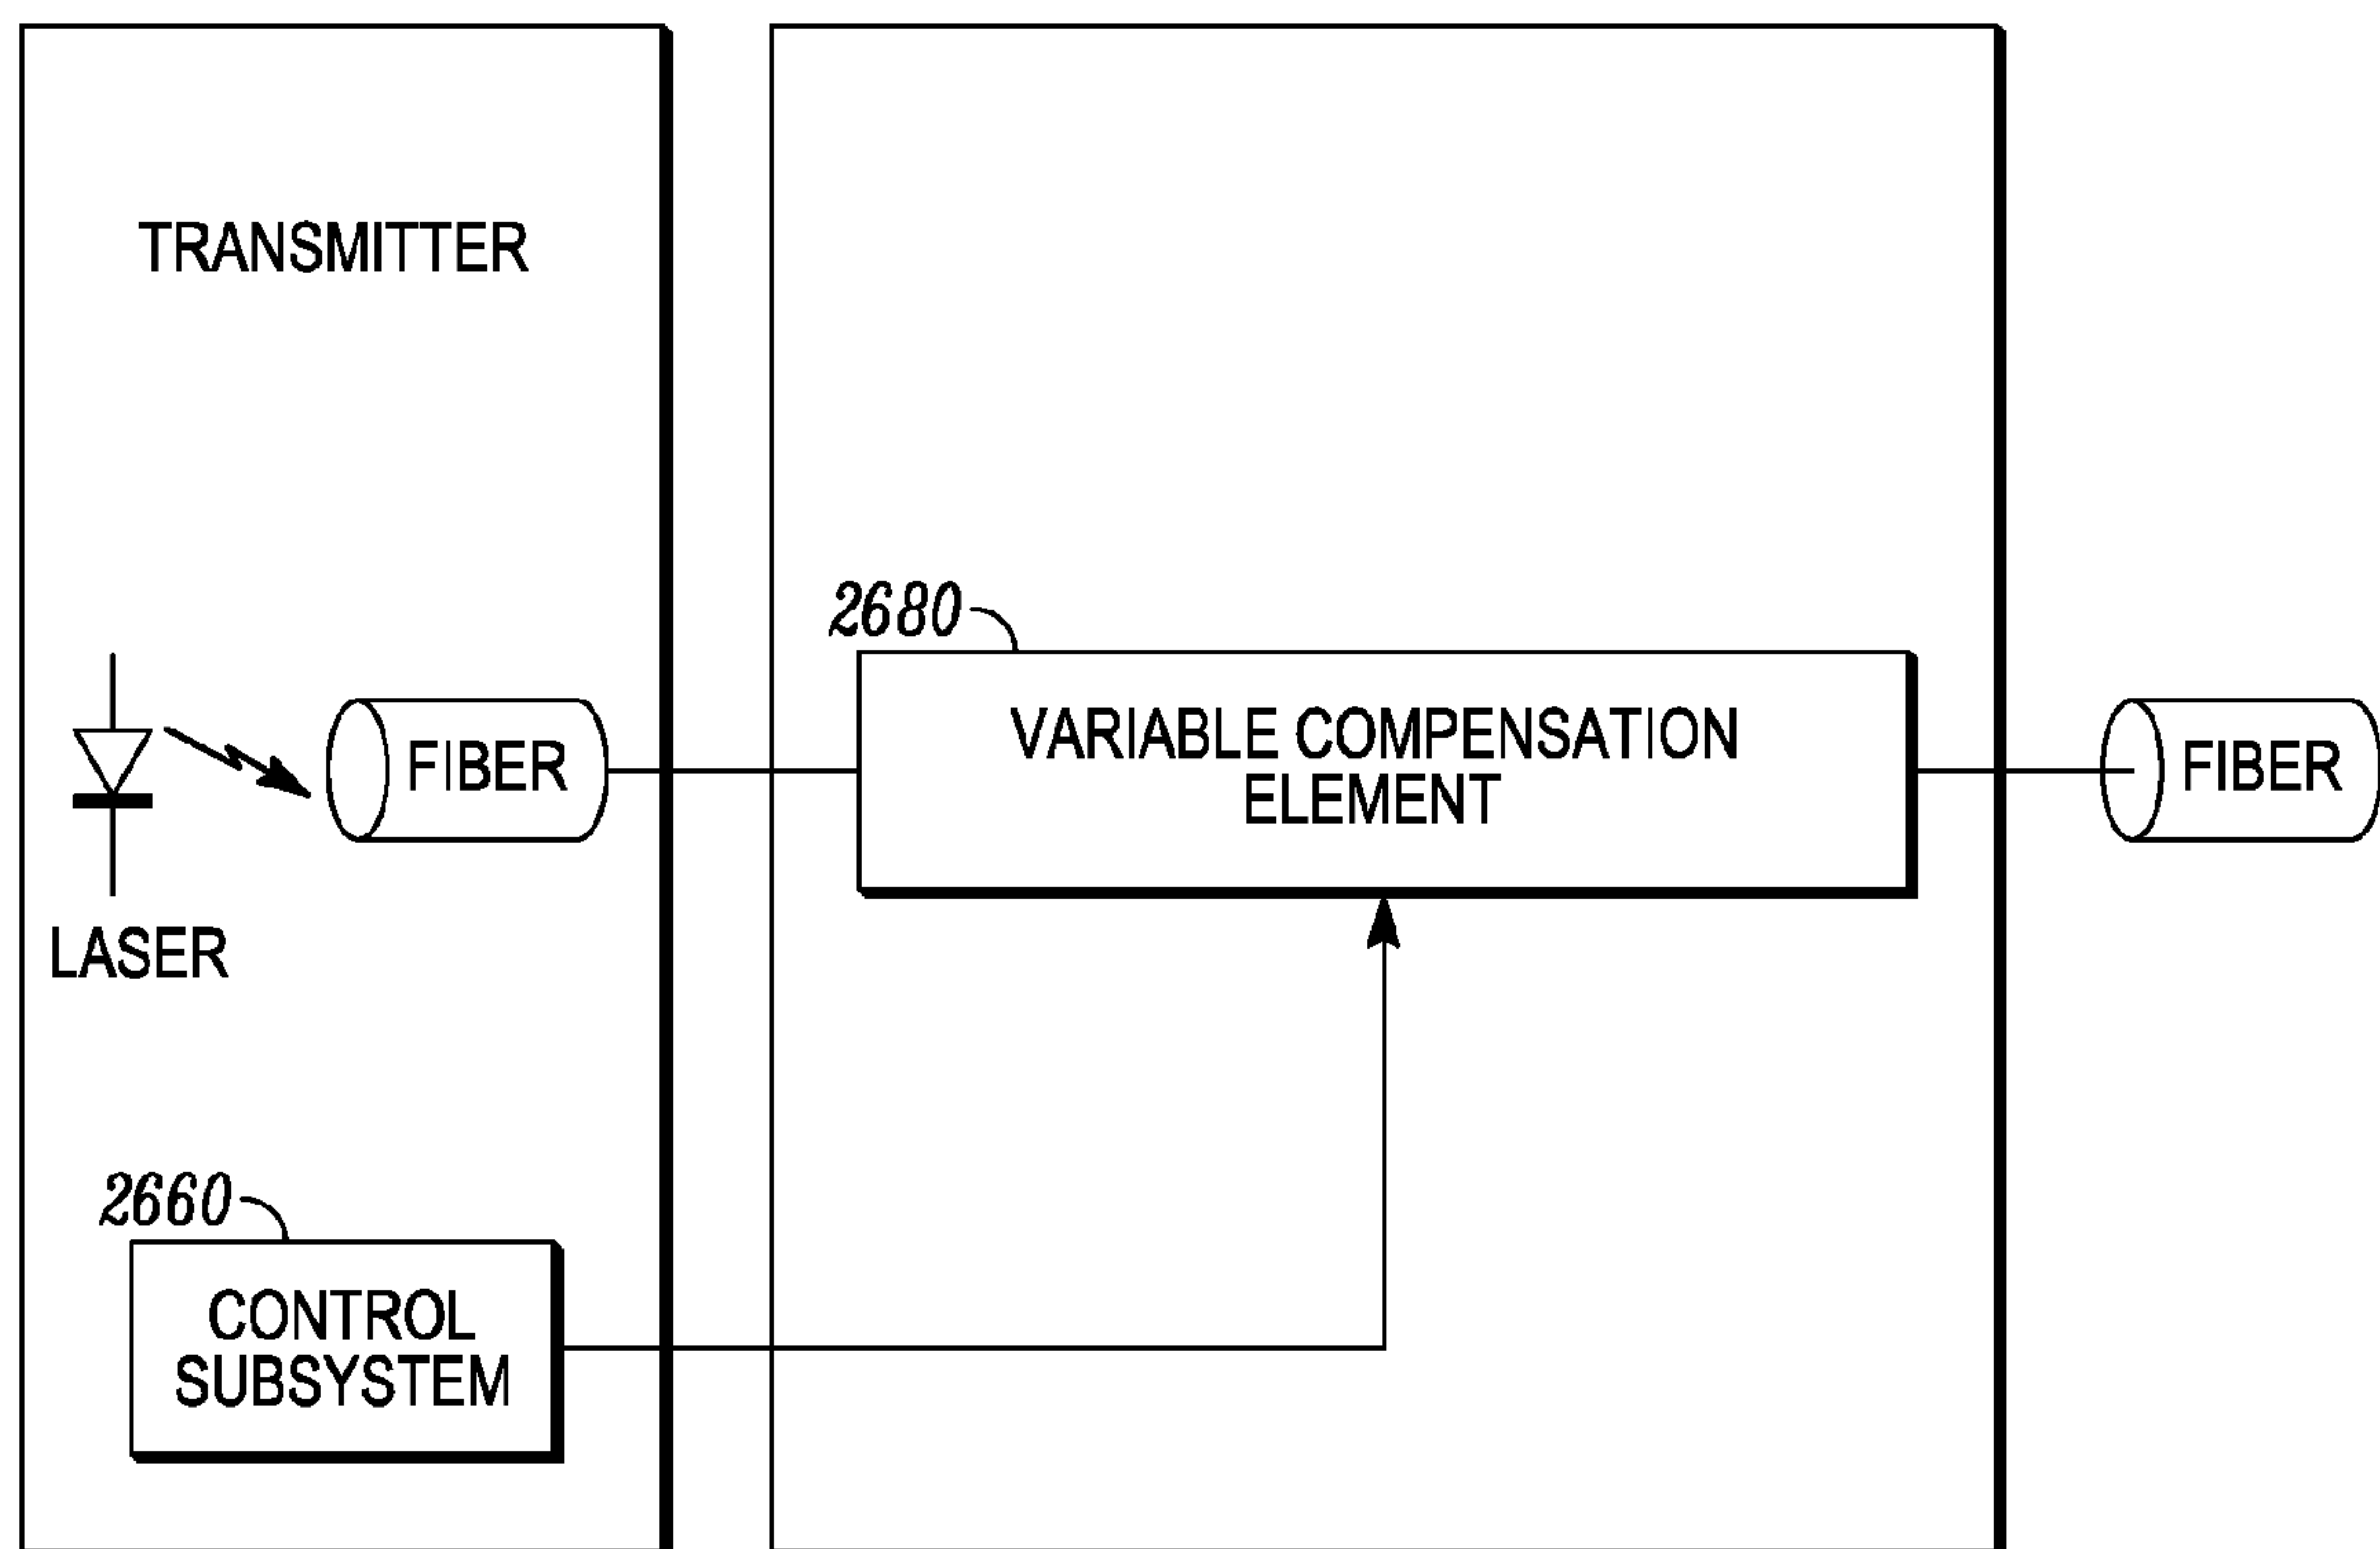 TRANSMITTER
2680
VARIABLE COMPENSATION
ELEMENT
FIBER
FIBER
LASER
2660
CONTROL
SUBSYSTEM